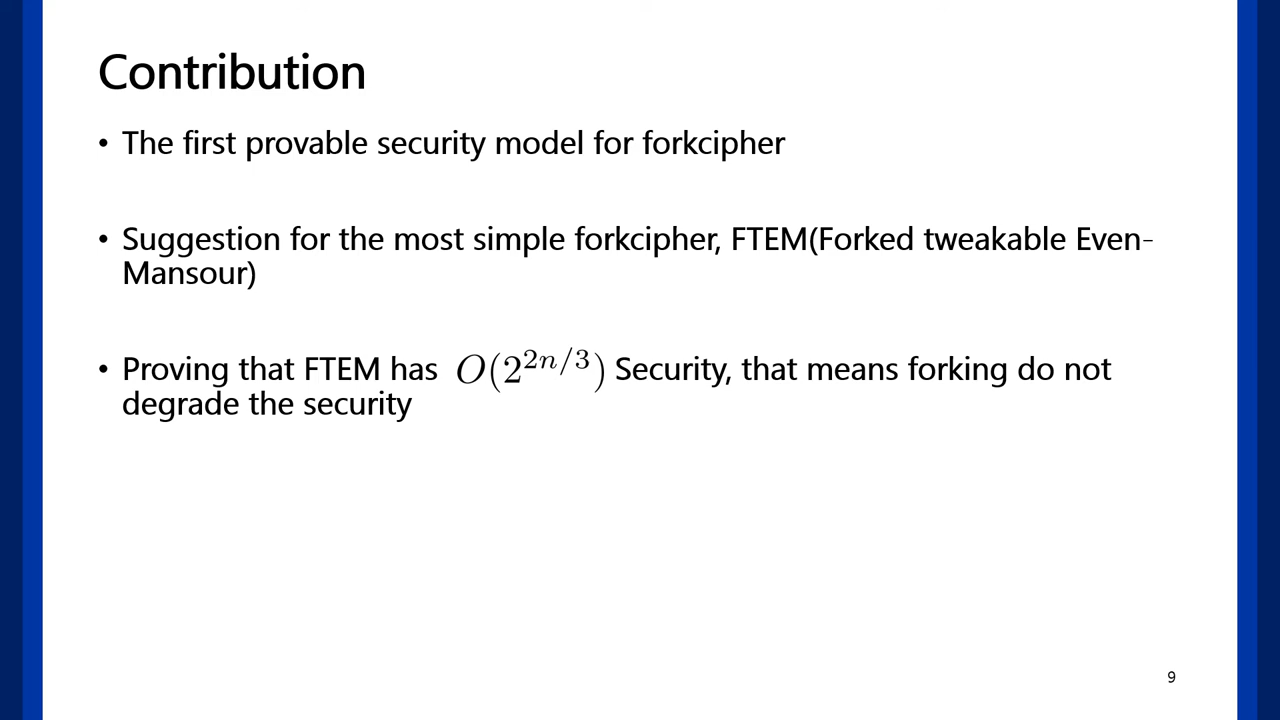 Contribution
• The first provable security model for forkcipher
• Suggestion for the most simple forkcipher, FTEM(Forked tweakable Even-
Mansour)
• Proving that FTEM has O(2^{2n/3}) Security, that means forking do not
degrade the security
9